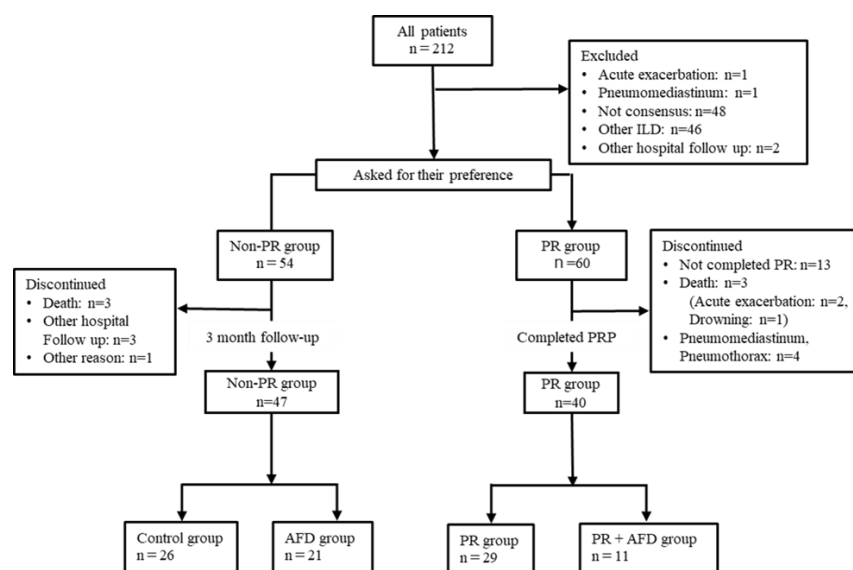 All patients
n = 212
Excluded
• Acute exacerbation: n=1
• Pneumomediastinum: n=1
• Not consensus: n=48
• Other ILD: n=46
• Other hospital follow up: n=2
Asked for their preference
Non-PR group
n = 54
PR group
n =60
Discontinued
• Death: n=3
• Other hospital
Follow up: n=3
• Other reason: n=1
Discontinued
• Not completed PR: n=13
• Death: n=3
(Acute exacerbation: n=2,
Drowning: n=1)
• Pneumomediastinum,
Pneumothorax: n=4
3 month follow-up
Completed PRP
Non-PR group
n=47
PR group
n=40
Control group
n = 26
AFD group
n = 21
PR group
n = 29
PR + AFD group
n = 11